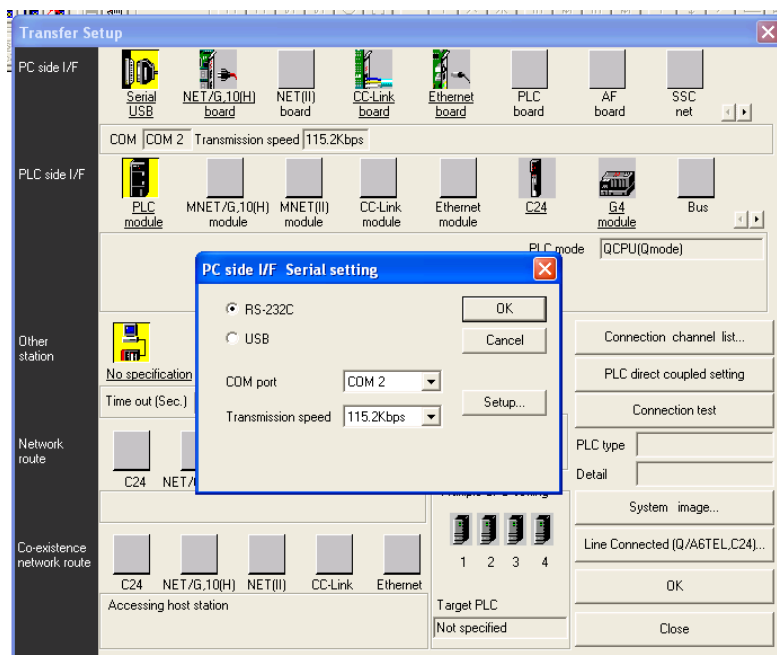 Transfer Setup
PC side I/F
Serial USB
NET/G,10(H) board
NET(II) board
CC-Link board
Ethernet board
PLC board
AF board
SSC net
COM COM 2 Transmission speed 115.2Kbps
PLC side I/F
PLC module
MNET/G,10(H) module
MNET(II) module
CC-Link module
Ethernet module
C24
G4 module
Bus
PLC mode QCPU(Qmode)
PC side I/F Serial setting
RS-232C
OK
USB
Cancel
COM port COM 2
Transmission speed 115.2Kbps
Setup...
Other station
No specification
Time out (Sec.)
Connection channel list...
PLC direct coupled setting
Connection test
PLC type
Detail
System image...
Line Connected (Q/A6TEL,C24)...
OK
Close
Network route
C24
Co-existence network route
C24 NET/G,10(H) NET(II) CC-Link Ethernet
Accessing host station
1 2 3 4
Target PLC
Not specified